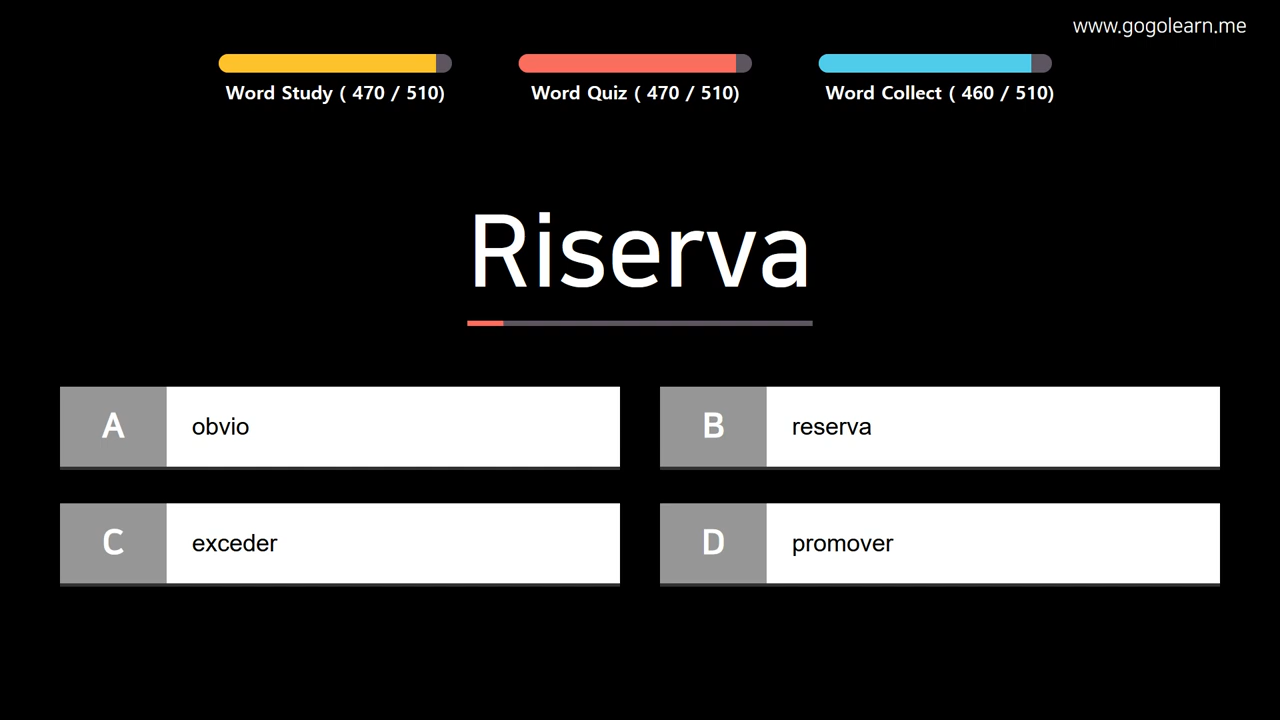 www.gogolearn.me
Word Study ( 470 / 510)
Word Quiz ( 470 / 510)
Word Collect ( 460 / 510)
Riserva
A
obvio
B
reserva
C
exceder
D
promover